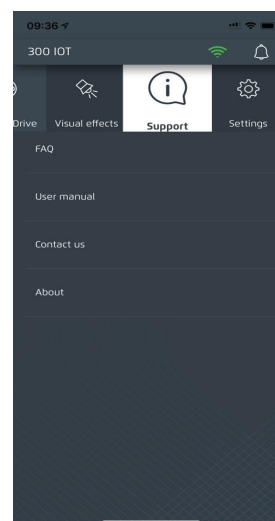 09:36
300 IOT
Drive Visual effects Support Settings
FAQ
User manual
Contact us
About